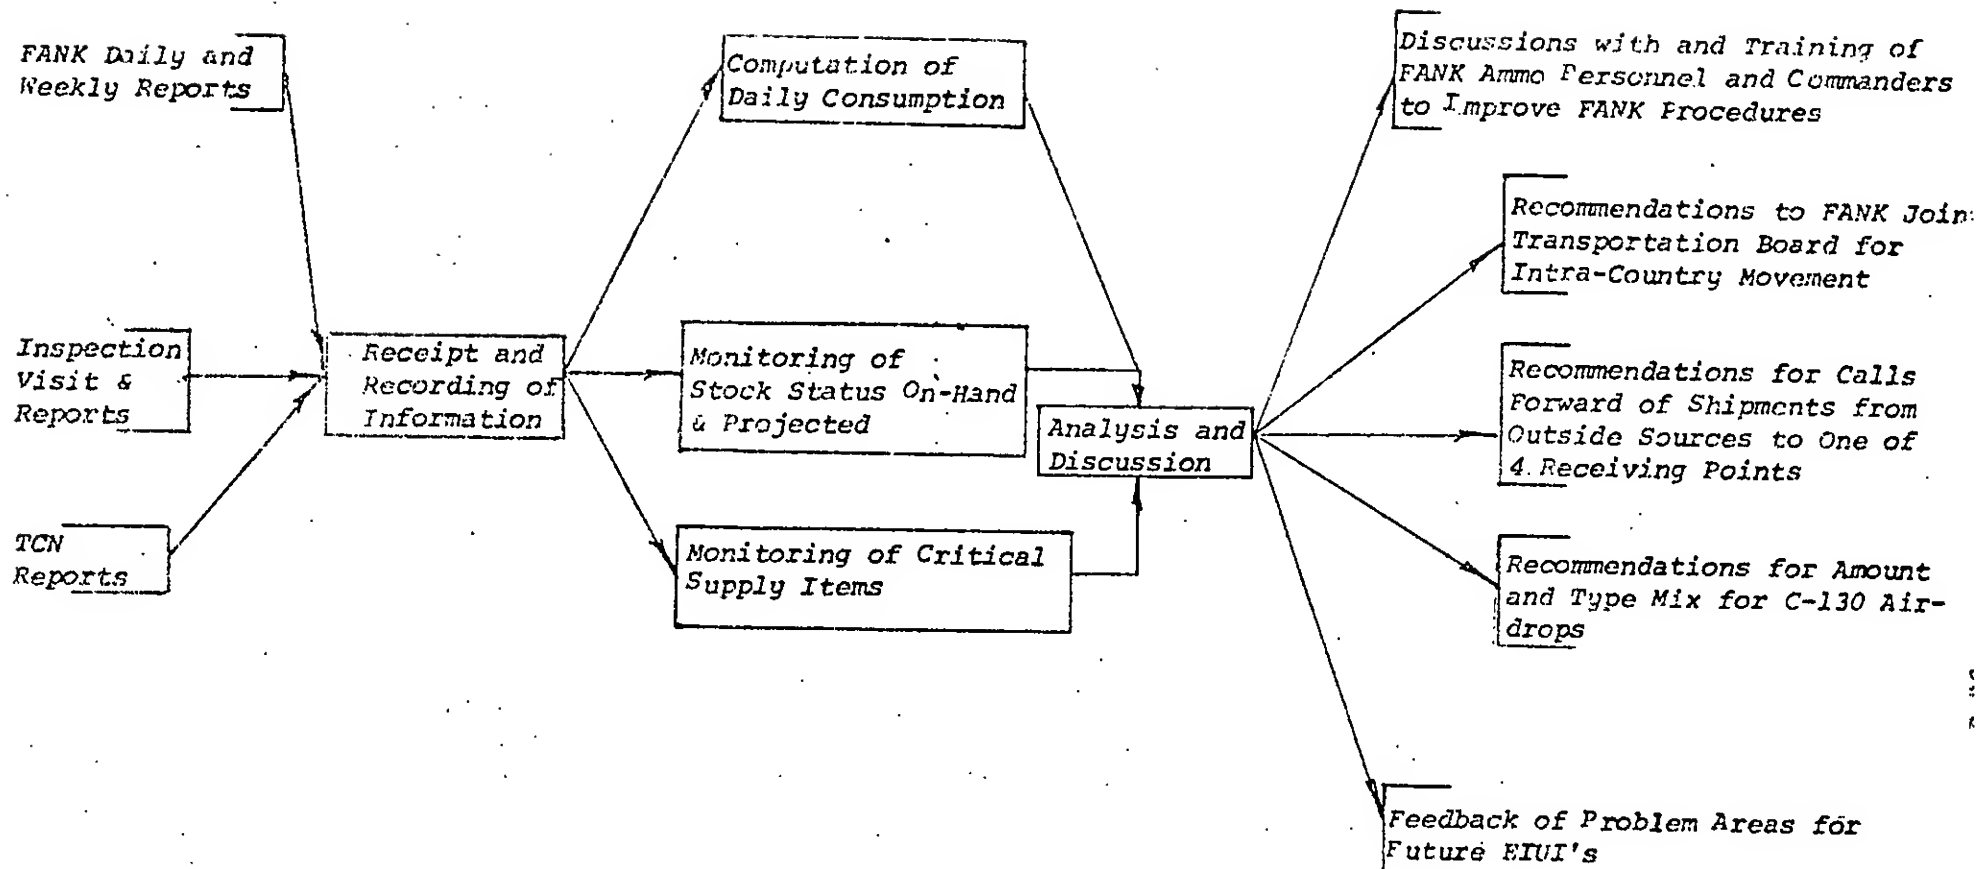 FANK Daily and
Weekly Reports
Inspection
Visit &
Reports
TCN
Reports
Receipt and
Recording of
Information
Computation of
Daily Consumption
Monitoring of
Stock Status On-Hand
& Projected
Monitoring of Critical
Supply Items
Analysis and
Discussion
Discussions with and Training of
FANK Ammo Personnel and Commanders
to Improve FANK Procedures
Recommendations to FANK Join
Transportation Board for
Intra-Country Movement
Recommendations for Calls
Forward of Shipments from
Outside Sources to One of
4 Receiving Points
Recommendations for Amount
and Type Mix for C-130 Air-
drops
Feedback of Problem Areas for
Future EIUI's